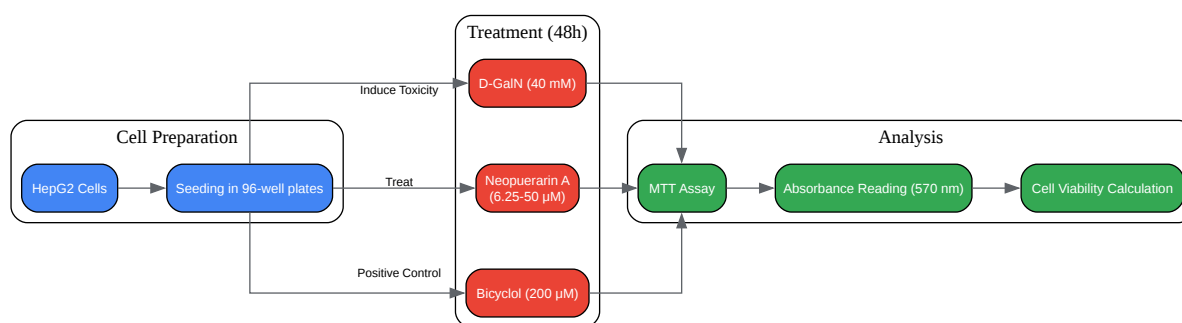 Treatment (48h)
D-GalN (40 mM)
Induce Toxicity
Cell Preparation
HepG2 Cells
Seeding in 96-well plates
Treat
Neopuerarin A
(6.25-50 μM)
Analysis
MTT Assay
Absorbance Reading (570 nm)
Cell Viability Calculation
Positive Control
Bicyclol (200 μM)